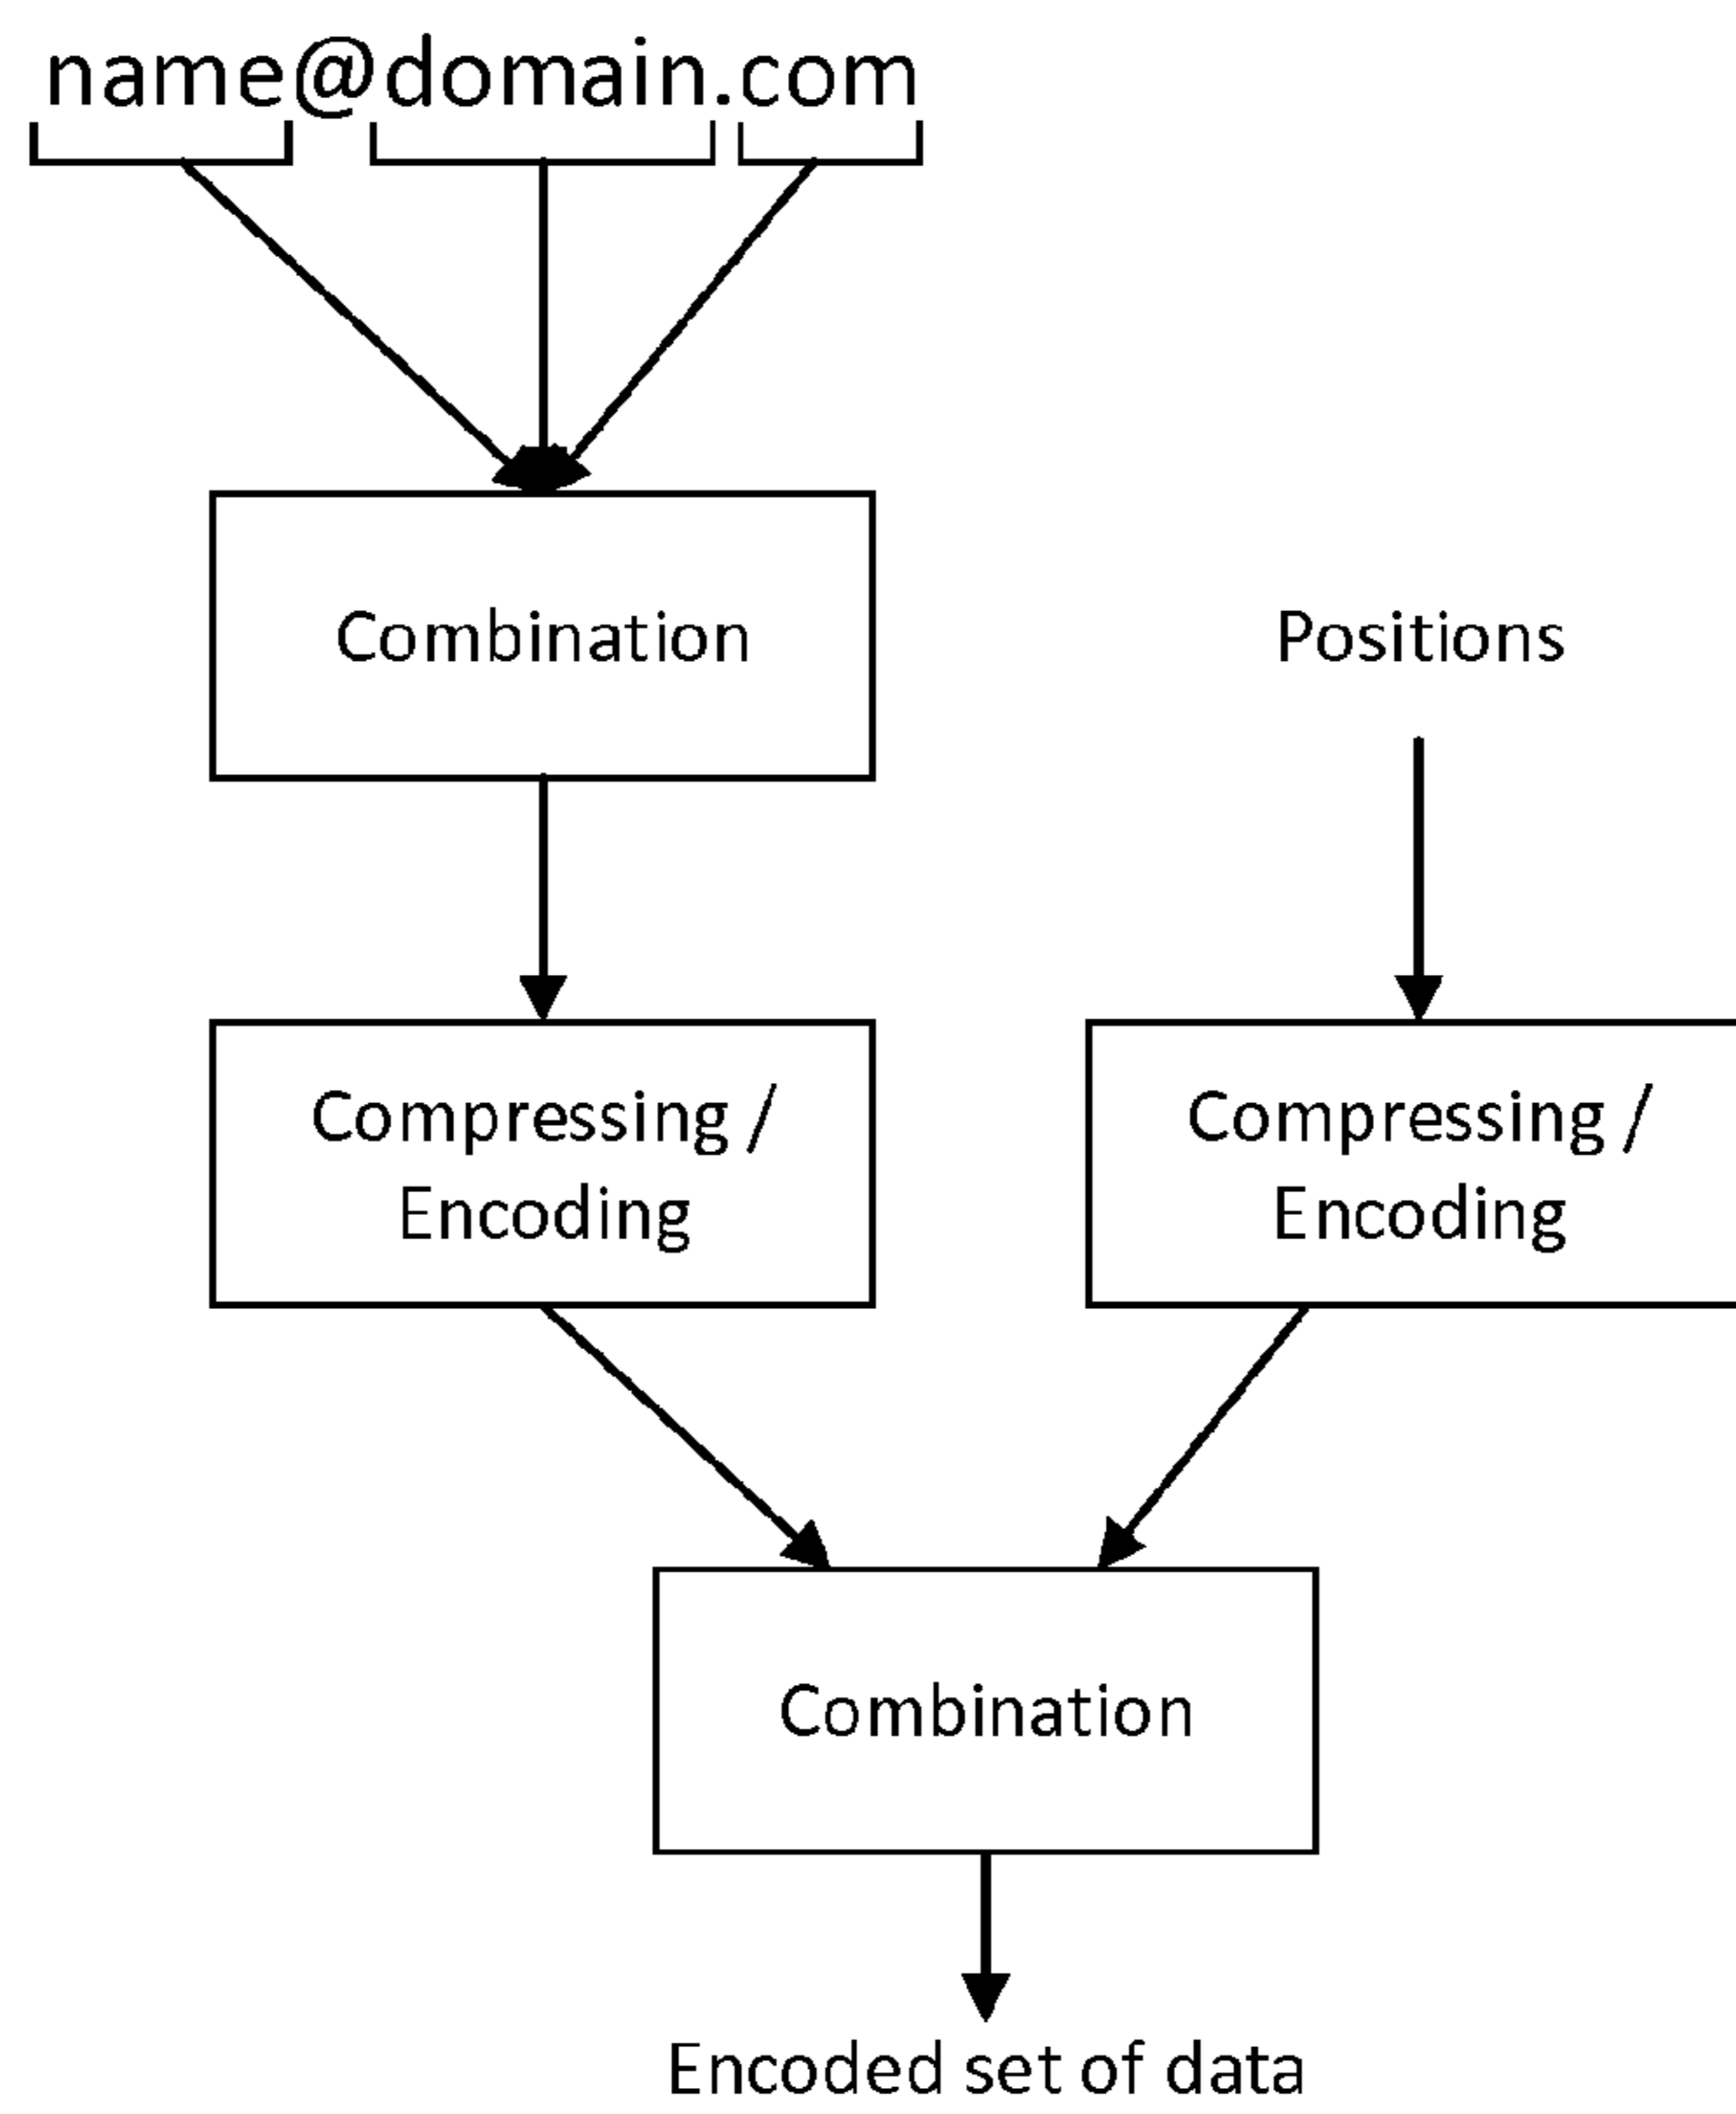 name@domain.com
Combination
Positions
Compressing /
Encoding
Compressing /
Encoding
Combination
Encoded set of data